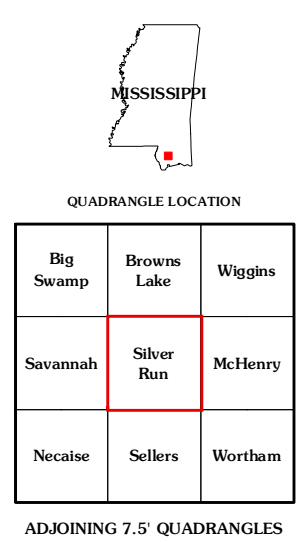 MISSISSIPPI
QUADRANGLE LOCATION
Big
Swamp
Browns
Lake
Wiggins
Savannah
Silver
Run
McHenry
Necaise
Sellers
Wortham
ADJOINING 7.5' QUADRANGLES